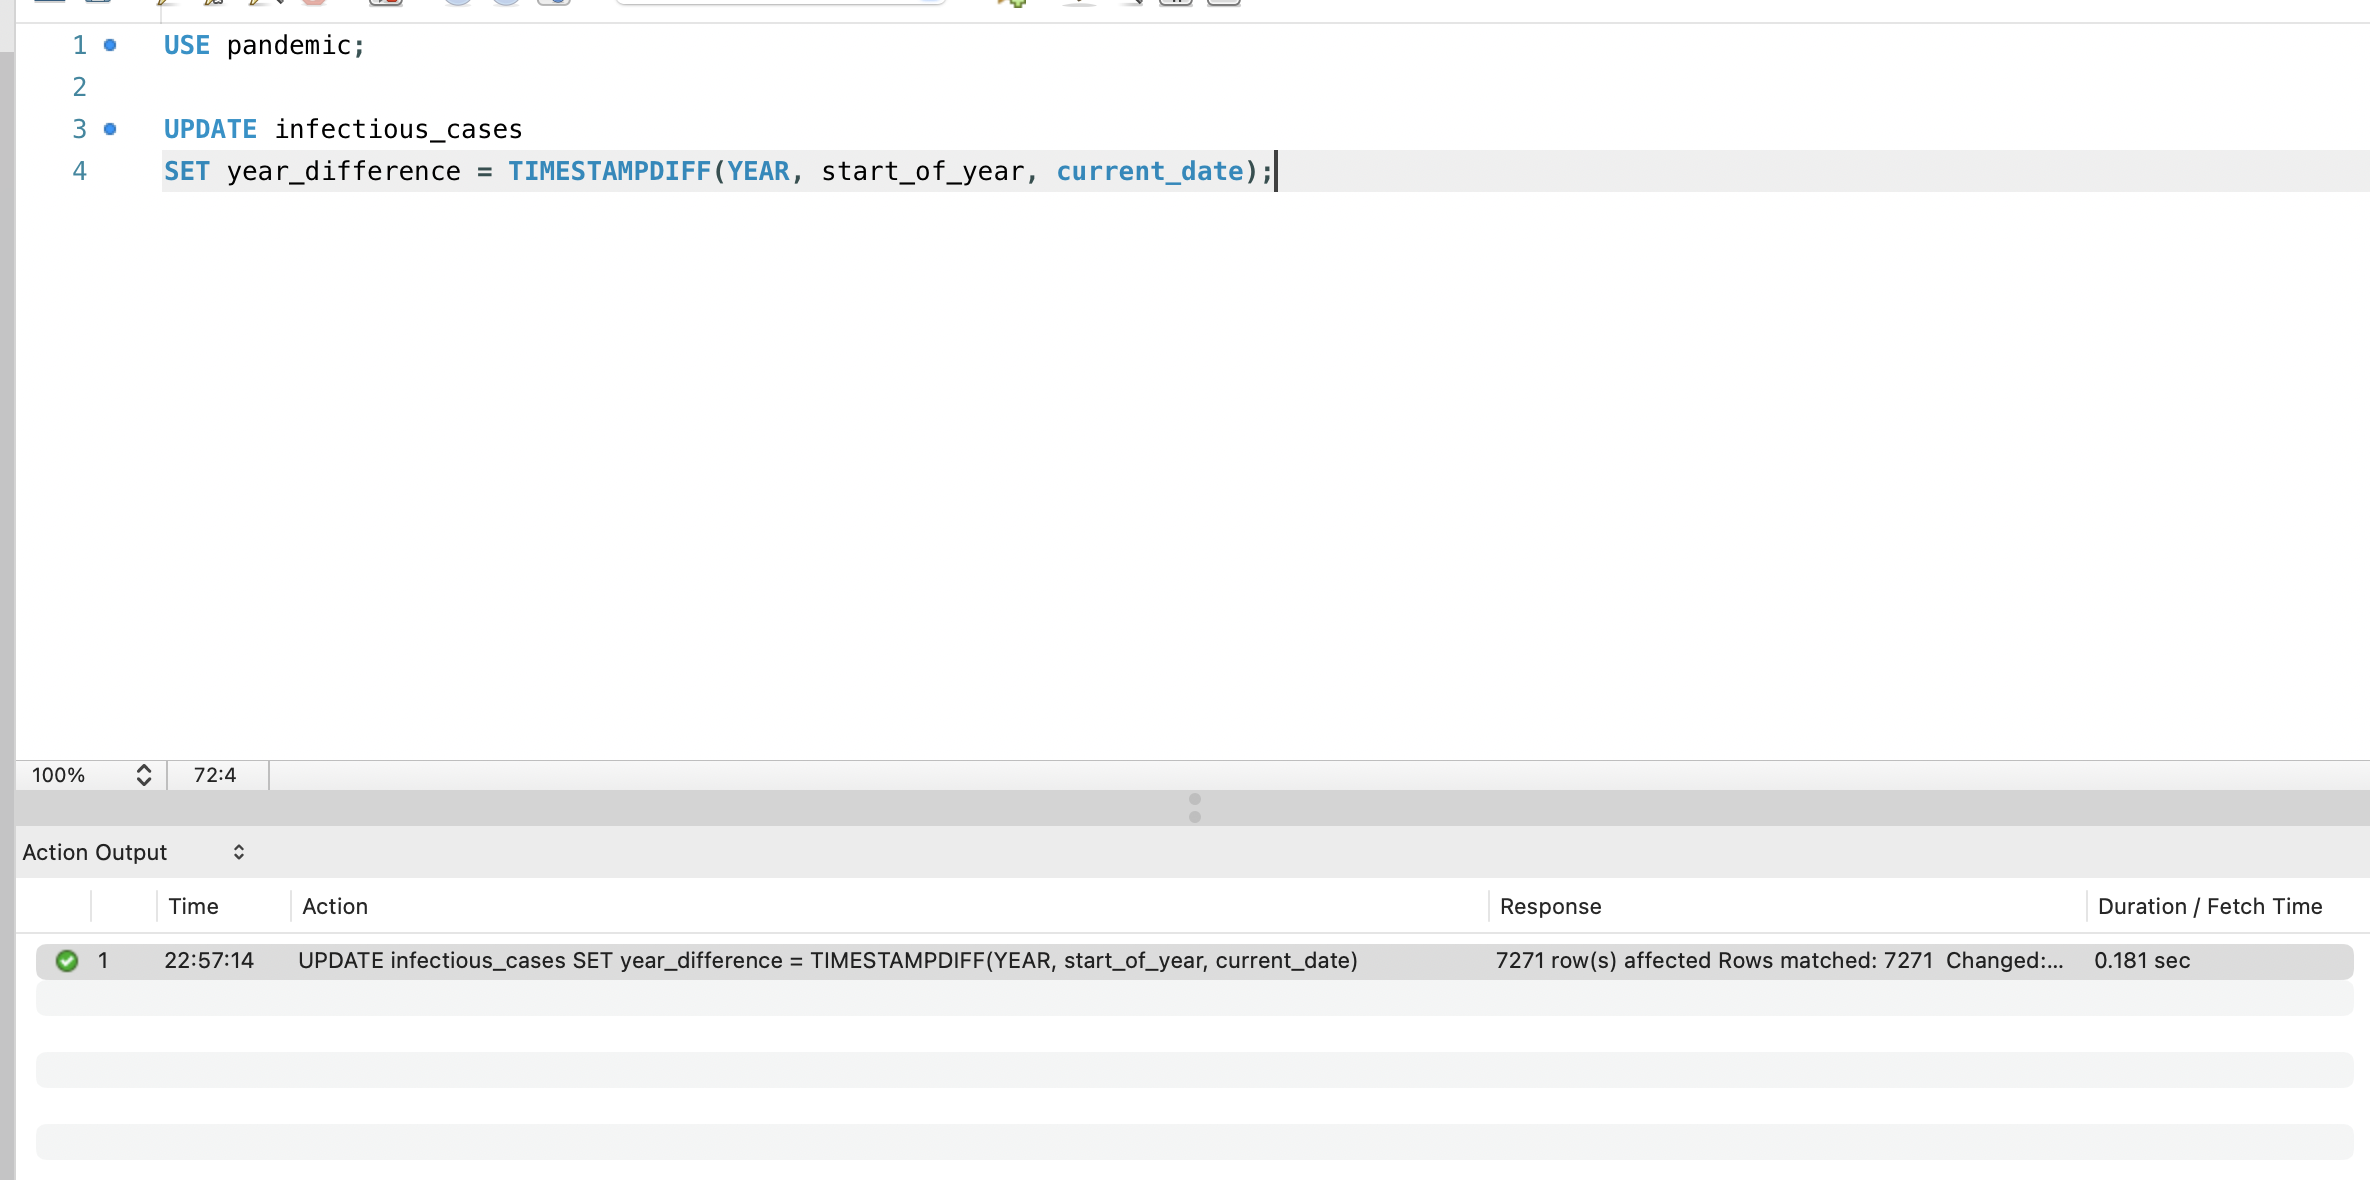 1 USE pandemic;
2
3 UPDATE infectious_cases
4 SET year_difference = TIMESTAMPDIFF(YEAR, start_of_year, current_date);
100% 72:4
Action Output
Time Action Response Duration / Fetch Time
1 22:57:14 UPDATE infectious_cases SET year_difference = TIMESTAMPDIFF(YEAR, start_of_year, current_date) 7271 row(s) affected Rows matched: 7271 Changed:... 0.181 sec